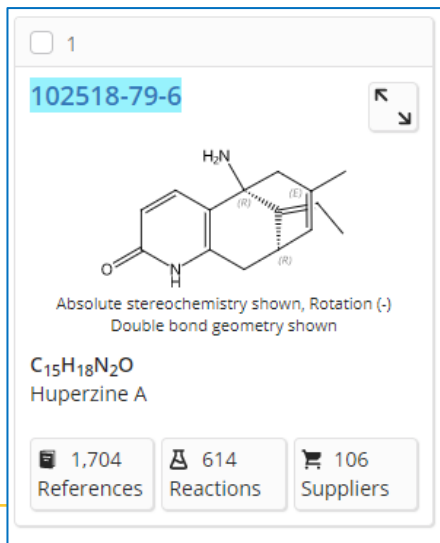 1
102518-79-6
H₂N
(R)
(E)
(R)
O
N
H
Absolute stereochemistry shown, Rotation (-)
Double bond geometry shown
C₁₅H₁₈N₂O
Huperzine A
1,704
References
614
Reactions
106
Suppliers